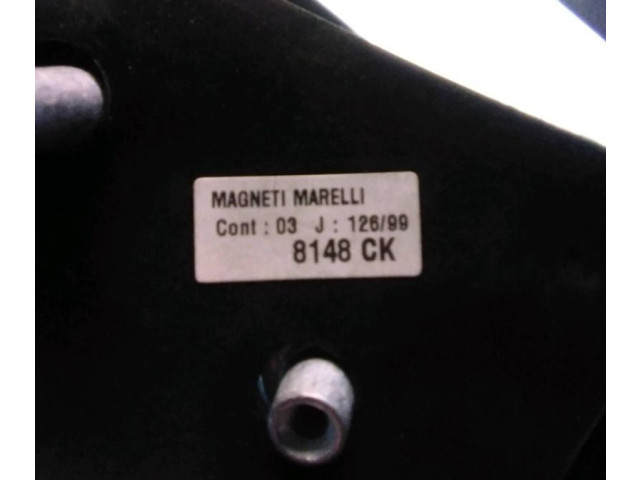 MAGNETI MARELLI
Cont : 03 J : 126/99
8148 CK